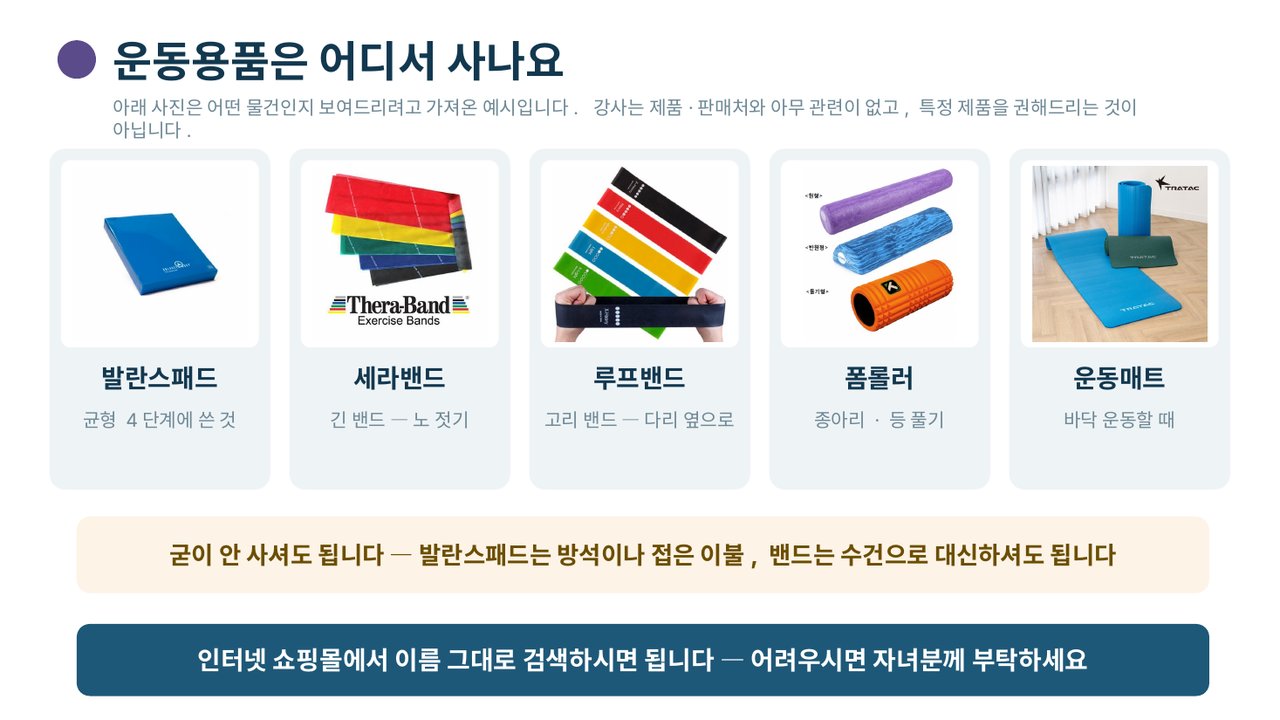 운동용품은 어디서 사나요
아래 사진은 어떤 물건인지 보여드리려고 가져온 예시입니다 . 강사는 제품 · 판매처와 아무 관련이 없고 , 특정 제품을 권해드리는 것이
아닙니다 .
Thera-Band
Exercise Bands
<원형>
<반원형>
<돌기형>
TRATAC
TRATAC
TRATAC
발란스패드
세라밴드
루프밴드
폼롤러
운동매트
균형 4 단계에 쓴 것
긴 밴드 — 노 젓기
고리 밴드 — 다리 옆으로
종아리 · 등 풀기
바닥 운동할 때
굳이 안 사셔도 됩니다 — 발란스패드는 방석이나 접은 이불 , 밴드는 수건으로 대신하셔도 됩니다
인터넷 쇼핑몰에서 이름 그대로 검색하시면 됩니다 — 어려우시면 자녀분께 부탁하세요